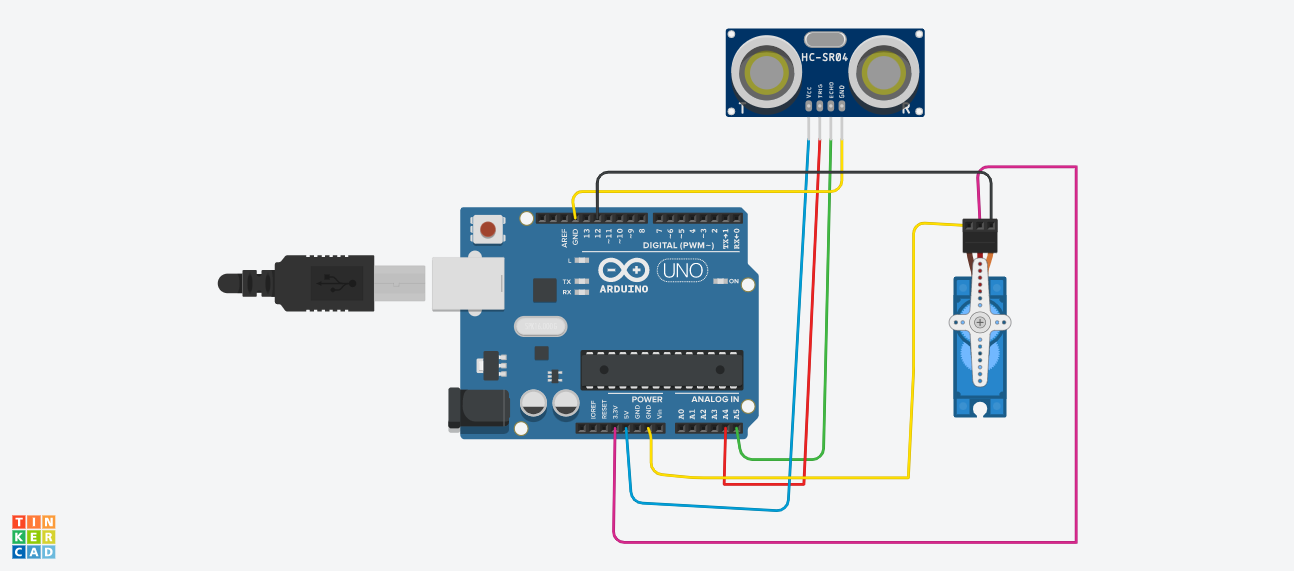 HC-SR04
VCC
TRIG
ECHO
GND
T
R
AREF
GND
13
12
~11
~10
~9
8
7
~6
~5
4
~3
2
TX→1
RX←0
DIGITAL (PWM~)
L
TX
RX
ARDUINO
UNO
ON
POWER
ANALOG IN
IOREF
RESET
3.3V
5V
GND
GND
Vin
A0
A1
A2
A3
A4
A5
TIN
KER
CAD